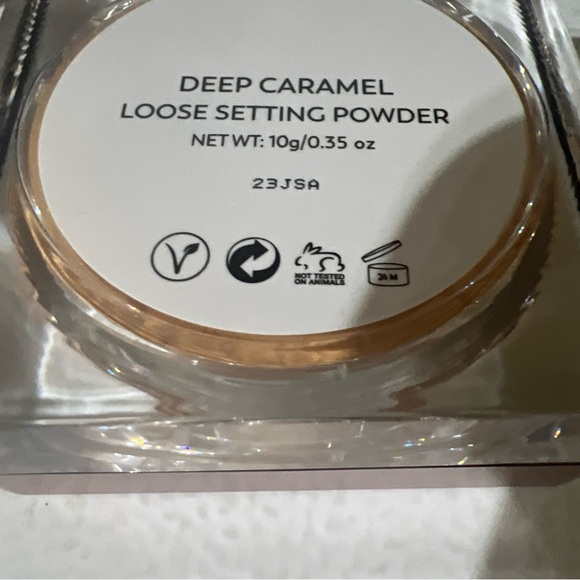 DEEP CARAMEL
LOOSE SETTING POWDER
NET WT: 10g/0.35 oz
23JSA
NOT TESTED
ON ANIMALS
24 M